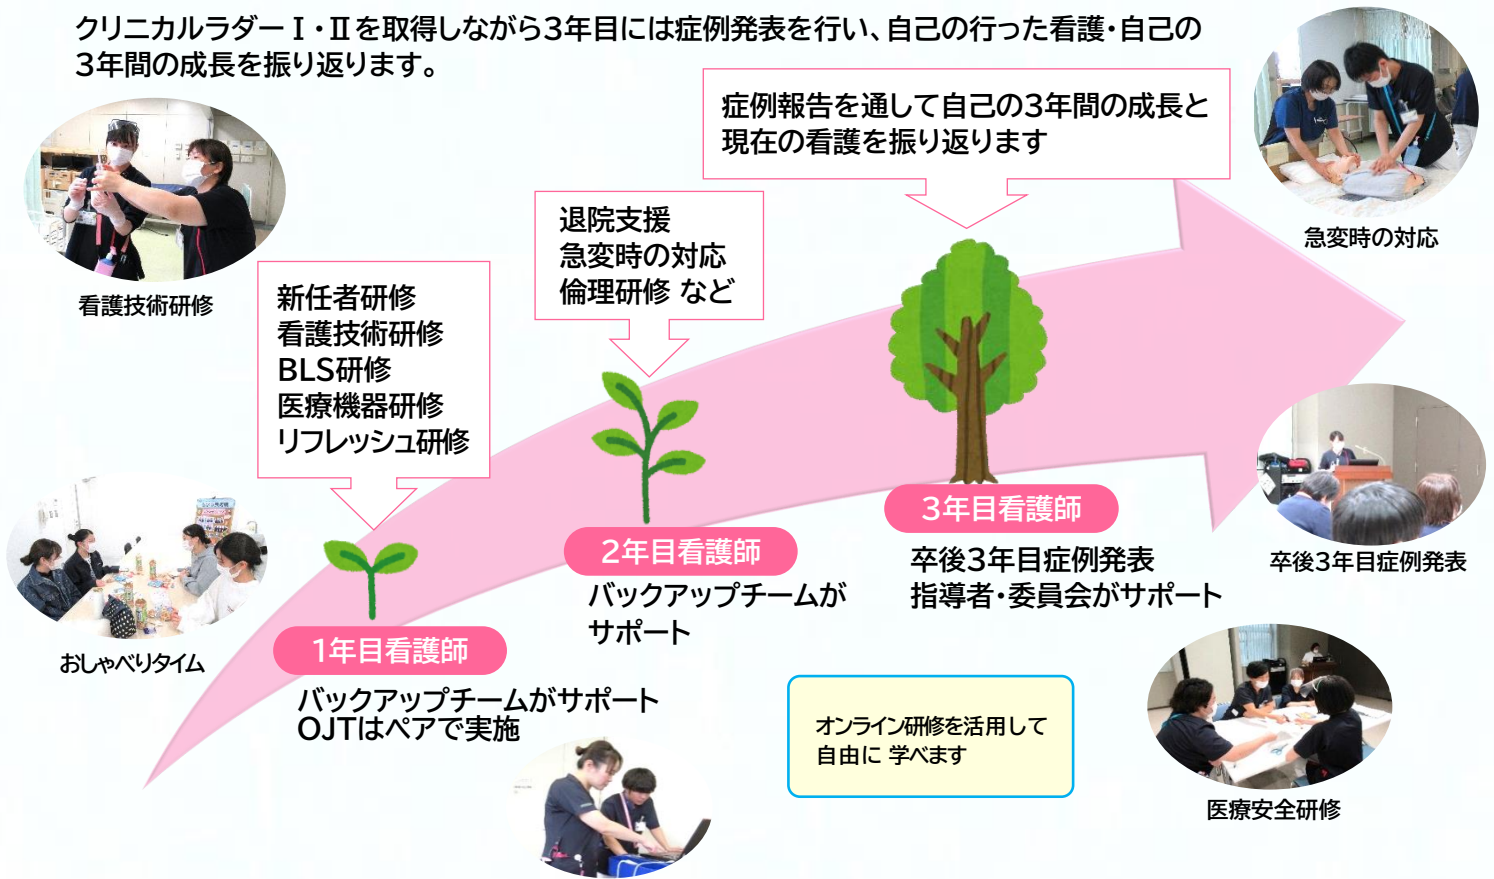 クリニカルラダーⅠ・Ⅱを取得しながら3年目には症例発表を行い、自己の行った看護・自己の
3年間の成長を振り返ります。
症例報告を通して自己の3年間の成長と
現在の看護を振り返ります
急変時の対応
看護技術研修
退院支援
急変時の対応
倫理研修 など
新任者研修
看護技術研修
BLS研修
医療機器研修
リフレッシュ研修
3年目看護師
卒後3年目症例発表
指導者・委員会がサポート
卒後3年目症例発表
2年目看護師
バックアップチームが
サポート
おしゃべりタイム
1年目看護師
バックアップチームがサポート
OJTはペアで実施
オンライン研修を活用して
自由に 学べます
医療安全研修